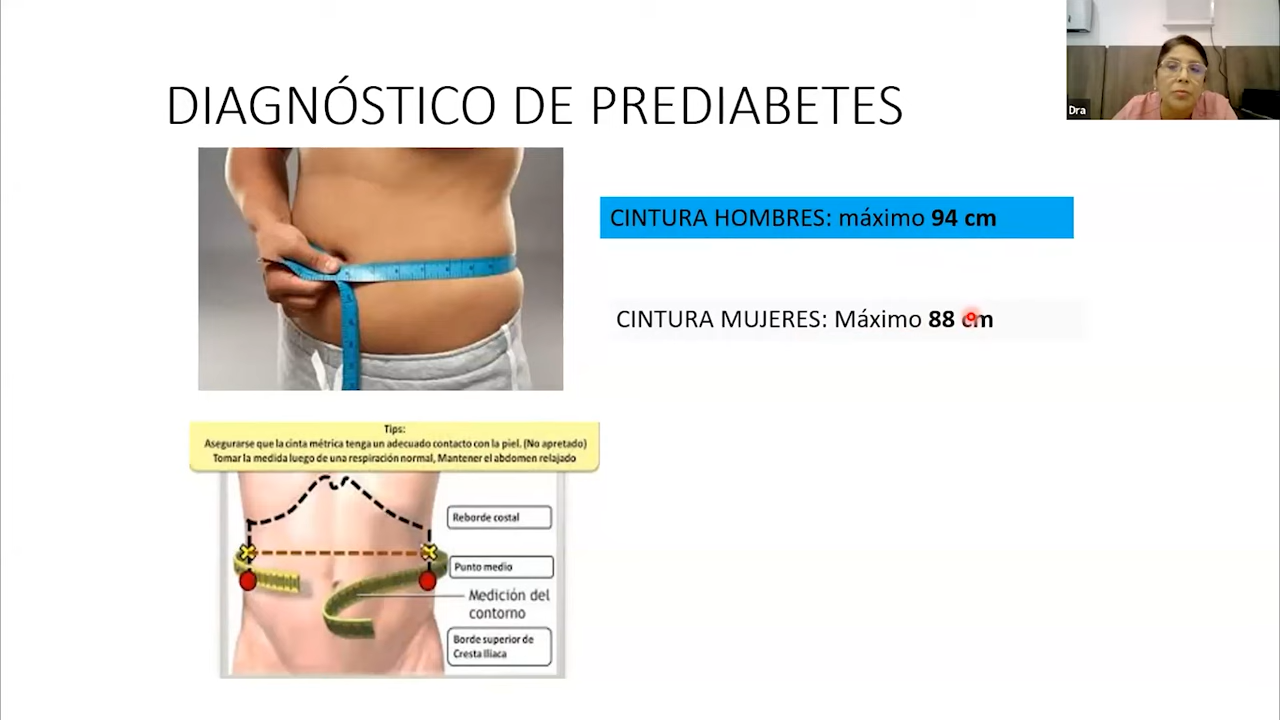 Dra
DIAGNÓSTICO DE PREDIABETES
CINTURA HOMBRES: máximo 94 cm
CINTURA MUJERES: Máximo 88 cm
Tips:
Asegurarse que la cinta métrica tenga un adecuado contacto con la piel. (No apretado)
Tomar la medida luego de una respiración normal, Mantener el abdomen relajado
Reborde costal
Punto medio
Medición del
contorno
Borde superior de
Cresta Iliaca